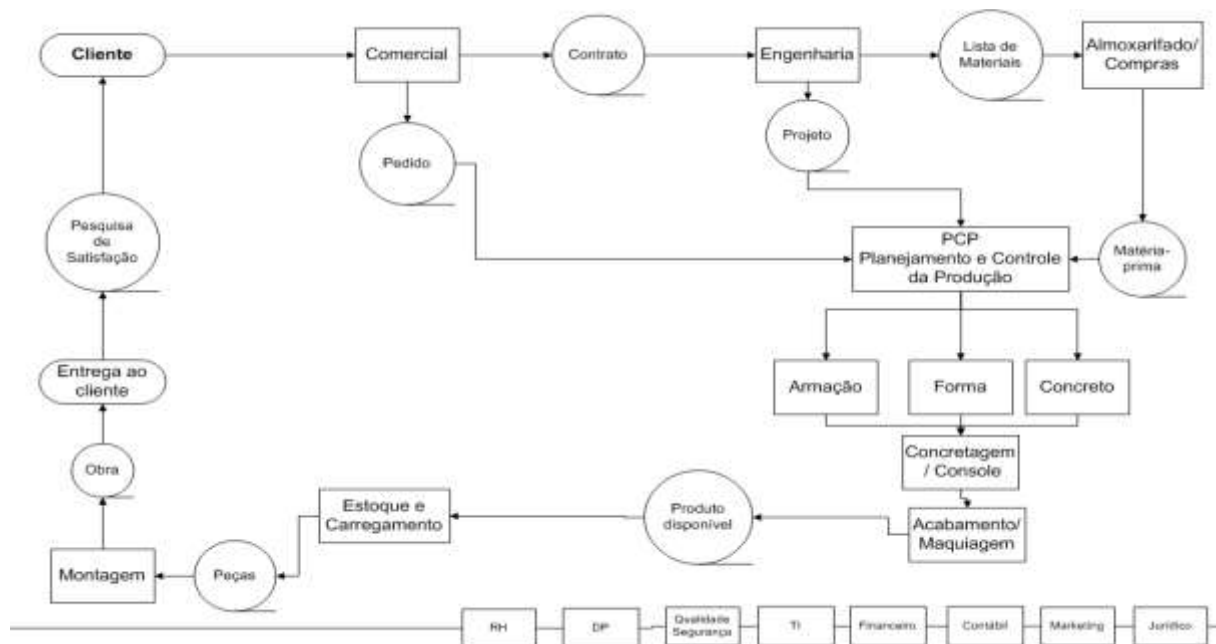 Cliente
Comercial
Contrato
Engenharia
Lista de
Materiais
Almoxarifado/
Compras
Pedido
Projeto
Pesquisa
de
Satisfação
PCP
Planejamento e Controle
da Produção
Matéria-
prima
Entrega ao
cliente
Armação
Forma
Concreto
Obra
Concretagem
/ Console
Estoque e
Carregamento
Produto
disponível
Acabamento/
Maquiagem
Montagem
Peças
RH
DP
Qualidade
Segurança
TI
Financeiro
Contábil
Marketing
Jurídico